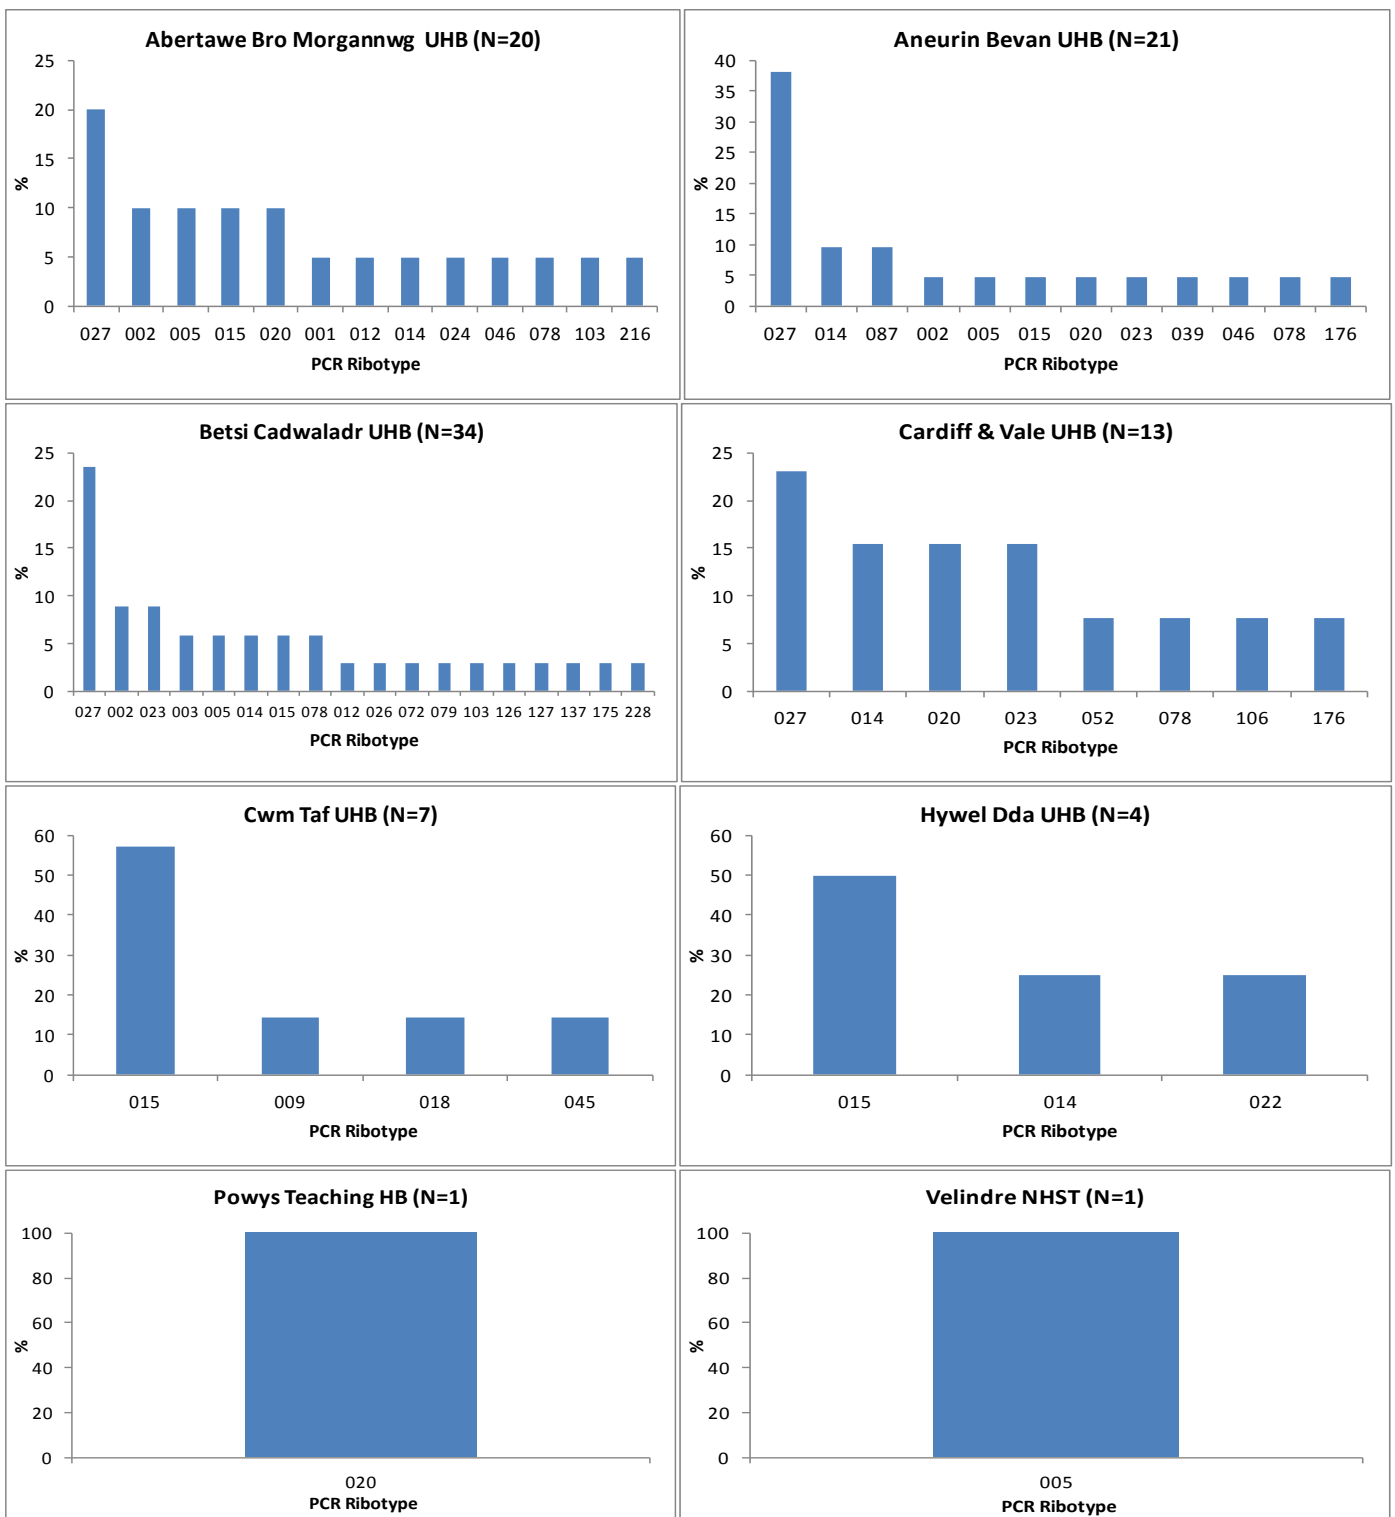 Abertawe Bro Morgannwg UHB (N=20)
25
20
15
10
5
0
%
027 002 005 015 020 001 012 014 024 046 078 103 216
PCR Ribotype
Aneurin Bevan UHB (N=21)
40
35
30
25
20
15
10
5
0
%
027 014 087 002 005 015 020 023 039 046 078 176
PCR Ribotype
Betsi Cadwaladr UHB (N=34)
25
20
15
10
5
0
%
027 002 023 003 005 014 015 078 012 026 072 079 103 126 127 137 175 228
PCR Ribotype
Cardiff & Vale UHB (N=13)
25
20
15
10
5
0
%
027 014 020 023 052 078 106 176
PCR Ribotype
Cwm Taf UHB (N=7)
60
50
40
30
20
10
0
%
015 009 018 045
PCR Ribotype
Hywel Dda UHB (N=4)
60
50
40
30
20
10
0
%
015 014 022
PCR Ribotype
Powys Teaching HB (N=1)
100
80
60
40
20
0
%
020
PCR Ribotype
Velindre NHST (N=1)
100
80
60
40
20
0
%
005
PCR Ribotype